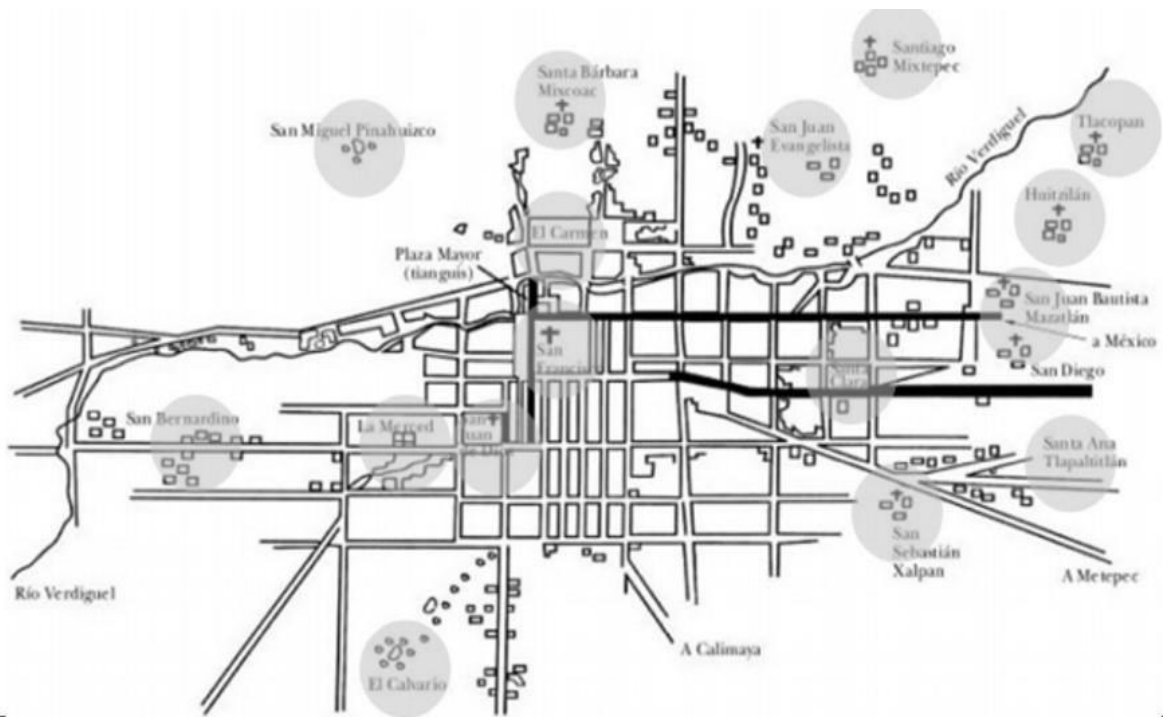 Santiago
Mixtepec
Santa Bárbara
Mixcoac
San Miguel Pinahuizco
San Juan
Evangelista
Tlacopan
Río Verdiguel
Huitzilán
El Carmen
Plaza Mayor
(tianguis)
San Juan Bautista
Mazatlán
a México
San
Francis
San Diego
Santa
Clara
San Bernardino
La Merced
San
Juan
de Dios
Santa Ana
Tlapaltitlán
San
Sebastián
Xalpan
A Metepec
Río Verdiguel
A Calimaya
El Calvario